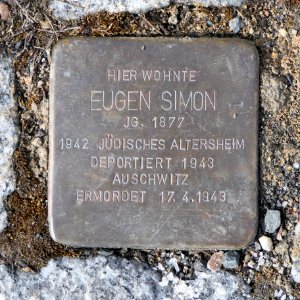 HIER WOHNTE
EUGEN SIMON
JG. 1877
1942 JÜDISCHES ALTERSHEIM
DEPORTIERT 1943
AUSCHWITZ
ERMORDET 17.4.1943